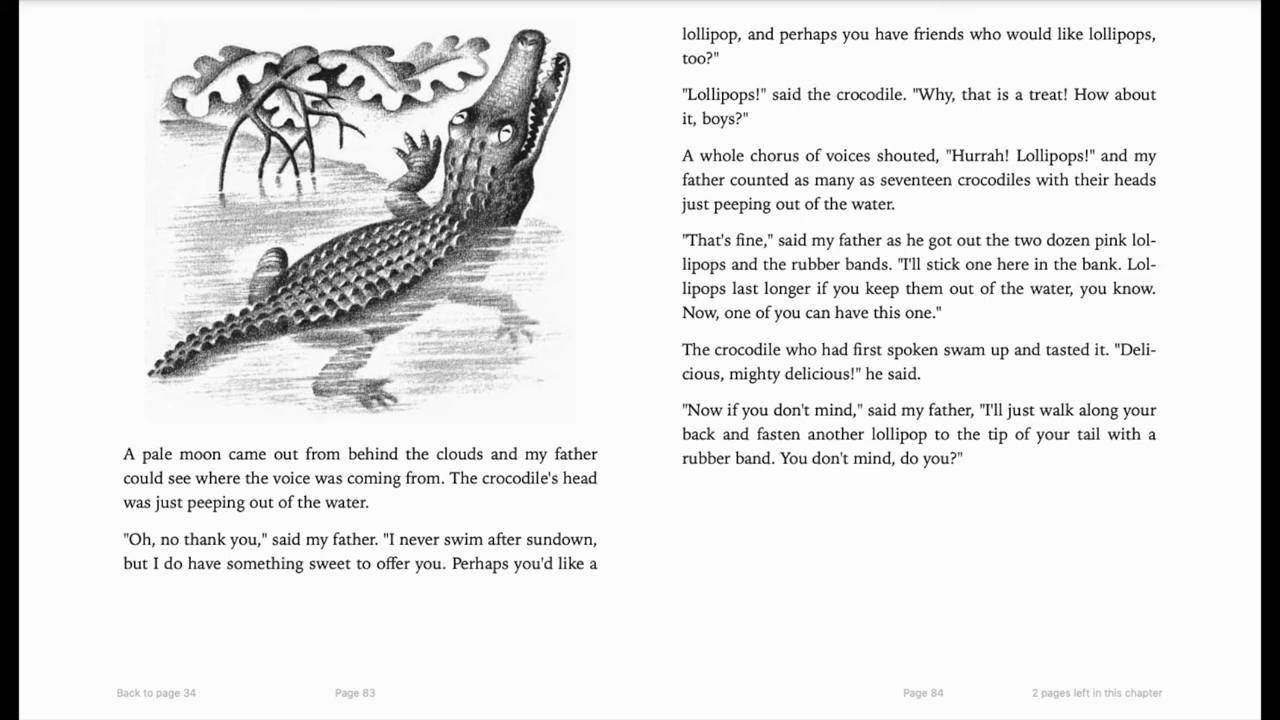 A pale moon came out from behind the clouds and my father
could see where the voice was coming from. The crocodile's head
was just peeping out of the water.
"Oh, no thank you," said my father. "I never swim after sundown,
but I do have something sweet to offer you. Perhaps you'd like a
lollipop, and perhaps you have friends who would like lollipops,
too?"
"Lollipops!" said the crocodile. "Why, that is a treat! How about
it, boys?"
A whole chorus of voices shouted, "Hurrah! Lollipops!" and my
father counted as many as seventeen crocodiles with their heads
just peeping out of the water.
"That's fine," said my father as he got out the two dozen pink lol-
lipops and the rubber bands. "I'll stick one here in the bank. Lol-
lipops last longer if you keep them out of the water, you know.
Now, one of you can have this one."
The crocodile who had first spoken swam up and tasted it. "Deli-
cious, mighty delicious!" he said.
"Now if you don't mind," said my father, "I'll just walk along your
back and fasten another lollipop to the tip of your tail with a
rubber band. You don't mind, do you?"
Back to page 34
Page 83
Page 84
2 pages left in this chapter